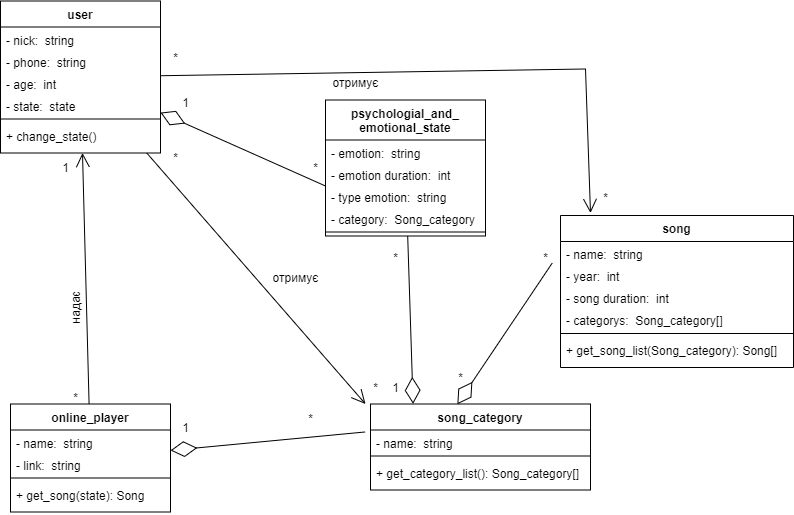 user
- nick: string
- phone: string
- age: int
- state: state
+ change_state()
*
отримує
1
*
*
1
psychologial_and_
emotional_state
- emotion: string
- emotion duration: int
- type emotion: string
- category: Song_category
*
song
- name: string
- year: int
- song duration: int
- categorys: Song_category[]
+ get_song_list(Song_category): Song[]
*
*
отримує
надає
*
*
1
*
online_player
- name: string
- link: string
+ get_song(state): Song
1
*
song_category
- name: string
+ get_category_list(): Song_category[]